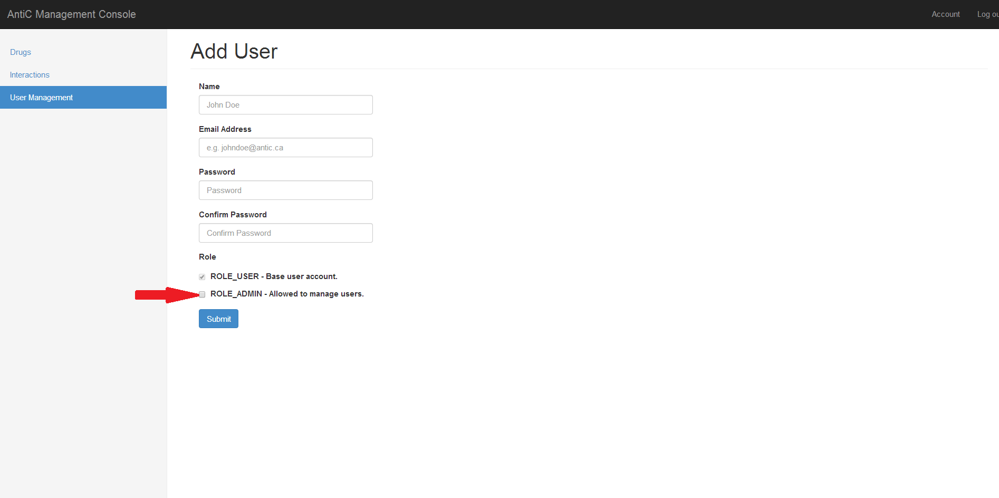 AntiC Management Console
Account
Log ou
Drugs
Interactions
User Management
Add User
Name
John Doe
Email Address
e.g. johndoe@antic.ca
Password
Password
Confirm Password
Confirm Password
Role
ROLE_USER - Base user account.
ROLE_ADMIN - Allowed to manage users.
Submit